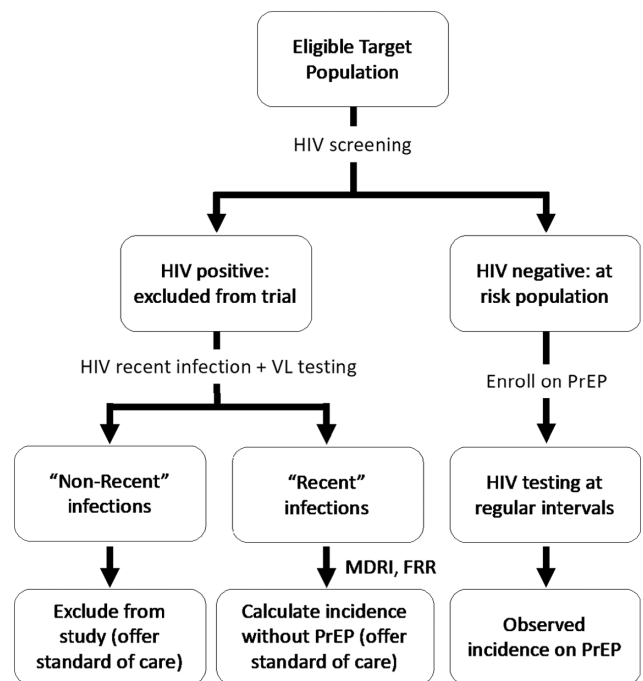 Eligible Target
Population
HIV screening
HIV positive:
excluded from trial
HIV negative: at
risk population
HIV recent infection + VL testing
Enroll on PrEP
“Non-Recent”
infections
“Recent”
infections
HIV testing at
regular intervals
MDRI, FRR
Exclude from
study (offer
standard of care)
Calculate incidence
without PrEP (offer
standard of care)
Observed
incidence on PrEP